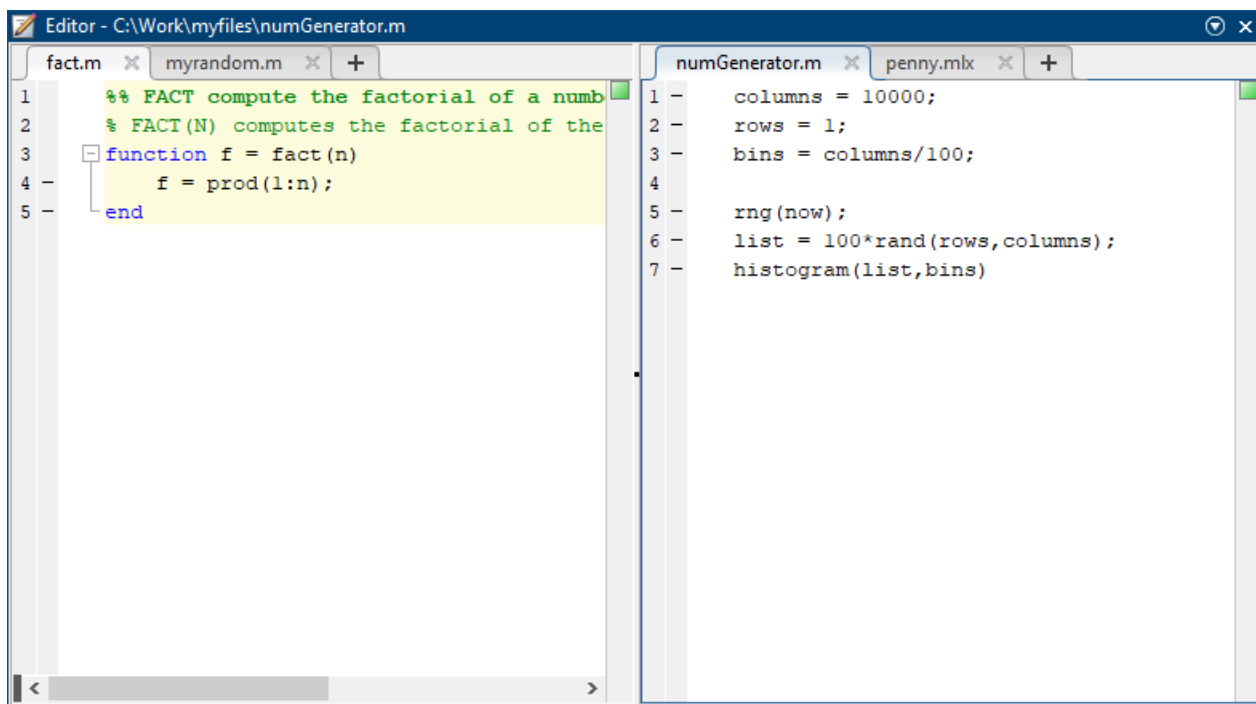 Editor - C:\Work\myfiles\numGenerator.m
fact.m myrandom.m +
1 %% FACT compute the factorial of a numb
2 % FACT(N) computes the factorial of the
3 function f = fact(n)
4 - f = prod(1:n);
5 - end
numGenerator.m penny.mlx +
1 - columns = 10000;
2 - rows = 1;
3 - bins = columns/100;
4
5 - rng(now);
6 - list = 100*rand(rows,columns);
7 - histogram(list,bins)